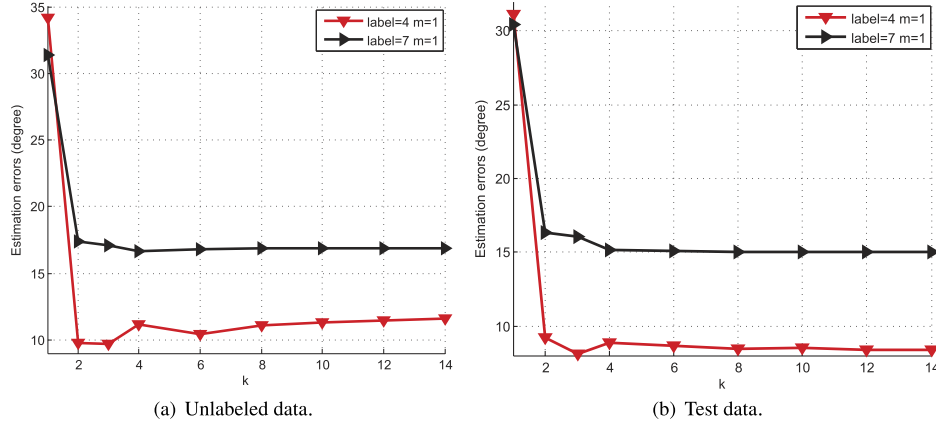 35
30
25
20
15
10
2 4 6 8 10 12 14
k
Estimation errors (degree)
label=4 m=1
label=7 m=1
(a) Unlabeled data.
30
25
20
15
10
2 4 6 8 10 12 14
k
Estimation errors (degree)
label=4 m=1
label=7 m=1
(b) Test data.